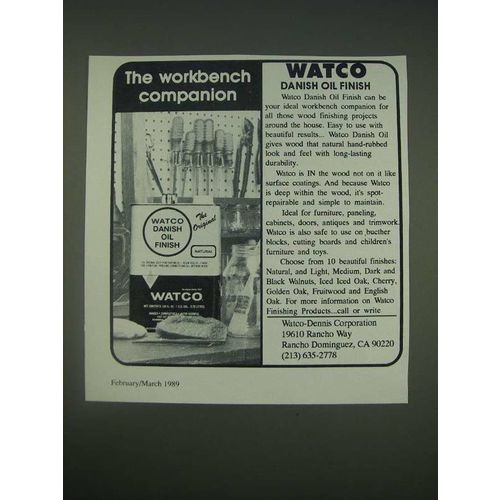 The workbench
companion
WATCO
DANISH OIL
FINISH
The
Original
NATURAL
WATCO
WATCO
DANISH OIL FINISH
Watco Danish Oil Finish can be
your ideal workbench companion for
all those wood finishing projects
around the house. Easy to use with
beautiful results... Watco Danish Oil
gives wood that natural hand-rubbed
look and feel with long-lasting
durability.
Watco is IN the wood not on it like
surface coatings. And because Watco
is deep within the wood, it's spot-
repairable and simple to maintain.
Ideal for furniture, paneling,
cabinets, doors, antiques and trimwork.
Watco is also safe to use on bucther
blocks, cutting boards and children's
furniture and toys.
Choose from 10 beautiful finishes:
Natural, and Light, Medium, Dark and
Black Walnuts, Iced Iced Oak, Cherry,
Golden Oak, Fruitwood and English
Oak. For more information on Watco
Finishing Products...call or write
Watco-Dennis Corporation
19610 Rancho Way
Rancho Dominguez, CA 90220
(213) 635-2778
February/March 1989